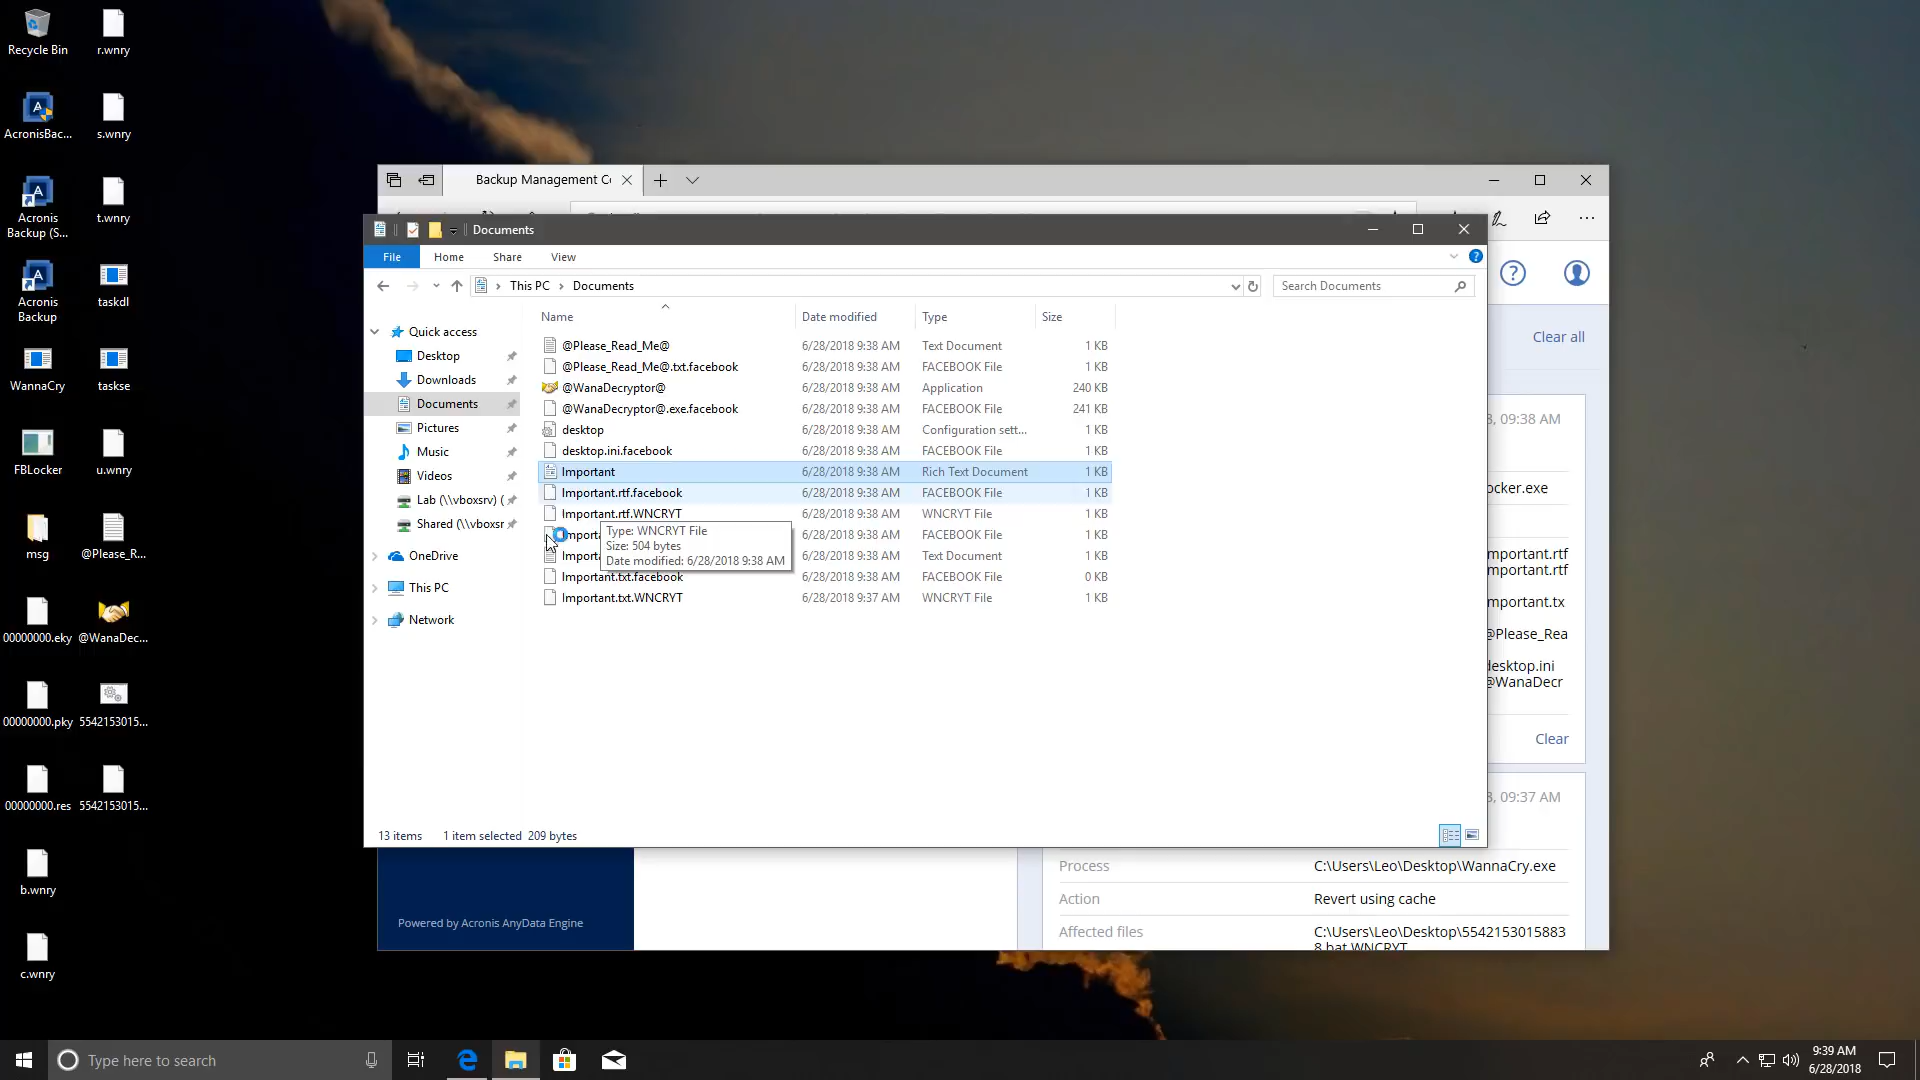 Recycle Bin
r.wnry
AcronisBac...
s.wnry
Acronis
Backup (S...
t.wnry
Acronis
Backup
taskdl
WannaCry
taskse
FBLocker
u.wnry
msg
@Please_R...
00000000.eky
@WanaDec...
00000000.pky
5542153015...
00000000.res
5542153015...
b.wnry
c.wnry
Backup Management Co
Documents
File
Home
Share
View
This PC
Documents
Search Documents
Quick access
Desktop
Downloads
Documents
Pictures
Music
Videos
Lab (\\vboxsrv) (
Shared (\\vboxsr
OneDrive
This PC
Network
Name
Date modified
Type
Size
@Please_Read_Me@ 6/28/2018 9:38 AM Text Document 1 KB
@Please_Read_Me@.txt.facebook 6/28/2018 9:38 AM FACEBOOK File 1 KB
@WanaDecryptor@ 6/28/2018 9:38 AM Application 240 KB
@WanaDecryptor@.exe.facebook 6/28/2018 9:38 AM FACEBOOK File 241 KB
desktop 6/28/2018 9:38 AM Configuration sett... 1 KB
desktop.ini.facebook 6/28/2018 9:38 AM FACEBOOK File 1 KB
Important 6/28/2018 9:38 AM Rich Text Document 1 KB
Important.rtf.facebook 6/28/2018 9:38 AM FACEBOOK File 1 KB
Important.rtf.WNCRYT 6/28/2018 9:38 AM WNCRYT File 1 KB
mporta 6/28/2018 9:38 AM FACEBOOK File 1 KB
Importa 6/28/2018 9:38 AM Text Document 1 KB
Important.txt.facebook 6/28/2018 9:38 AM FACEBOOK File 0 KB
Important.txt.WNCRYT 6/28/2018 9:37 AM WNCRYT File 1 KB
Type: WNCRYT File
Size: 504 bytes
Date modified: 6/28/2018 9:38 AM
13 items 1 item selected 209 bytes
Clear all
8, 09:38 AM
ocker.exe
mportant.rtf
mportant.rtf
mportant.tx
@Please_Rea
desktop.ini
@WanaDecr
Clear
8, 09:37 AM
Process C:\Users\Leo\Desktop\WannaCry.exe
Action Revert using cache
Affected files C:\Users\Leo\Desktop\5542153015883
8.bat.WNCRYT
Powered by Acronis AnyData Engine
Type here to search
9:39 AM
6/28/2018